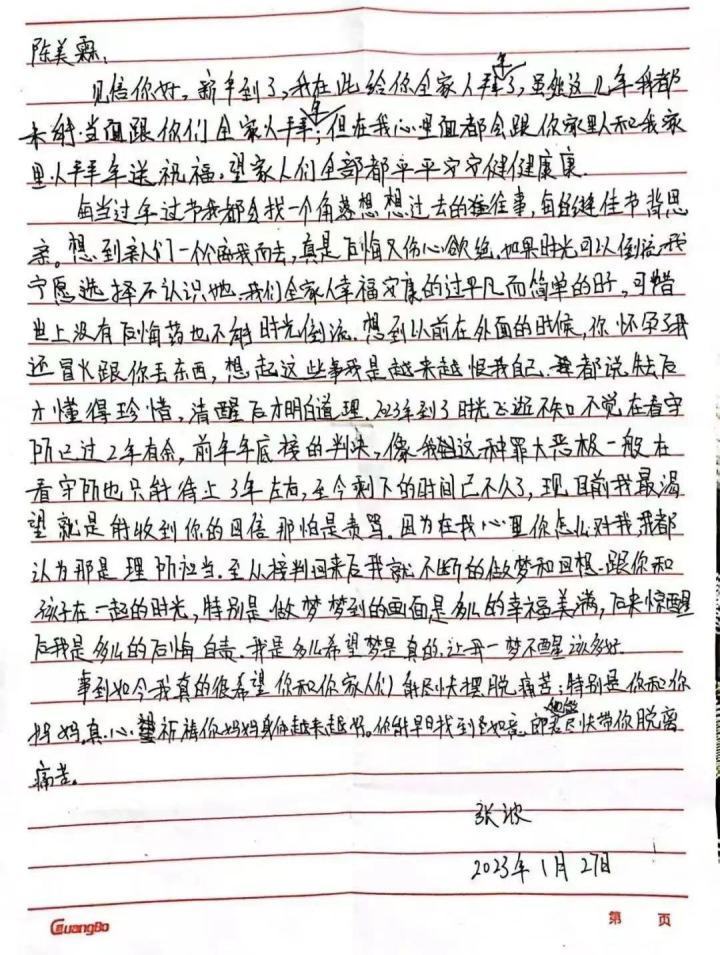 陈美霖:
见信你好,新年到了,我在此给你全家人拜年了,虽然这几年我都
未能当面跟你们全家人拜年,但在我心里面都会跟你家里人和我家
里人拜年送祝福,望家人们全部都平平安安健健康康.
每当过年过节我都会找一个角落想想过去的往事,每逢佳节背思
亲。想到亲人们一个个离我而去,真是后悔又伤心欲绝.如果时光可以倒流我
宁愿选择不认识她.我们全家人幸福安康的过平凡而简单的日子,可惜
世上没有后悔药也不能时光倒流.想到以前在外面的时候,你怀孕了我
还冒火跟你丢东西,想起这些事我是越来越恨我自己.都说失去后
才懂得珍惜,清醒后才明白道理,2023年到了时光飞逝不知不觉在看守
所已过2年有余,前年年底接的判决,像我这种罪大恶极一般在
看守所也只能待上3年左右,至今剩下的时间已不久了,现目前我最渴
望就是能收到你的回信那怕是责骂.因为在我心里你怎么对我,我都
认为那是理所应当.至从接判回来后我就不断的做梦和回想.跟你和
孩子在一起的时光,特别是做梦梦到的画面是多么的幸福美满,后来惊醒
后我是多么的后悔自责.我是多么希望梦是真的.让我一梦不醒该多好.
事到如今我真的很希望你和你家人们能尽快摆脱痛苦;特别是你和你
妈妈.真心望祈祷你妈妈身体越来越好。你能早日找到如意郎君他能尽快带你脱离
痛苦。
张波
2023年1月27日
GuangBo
第 页